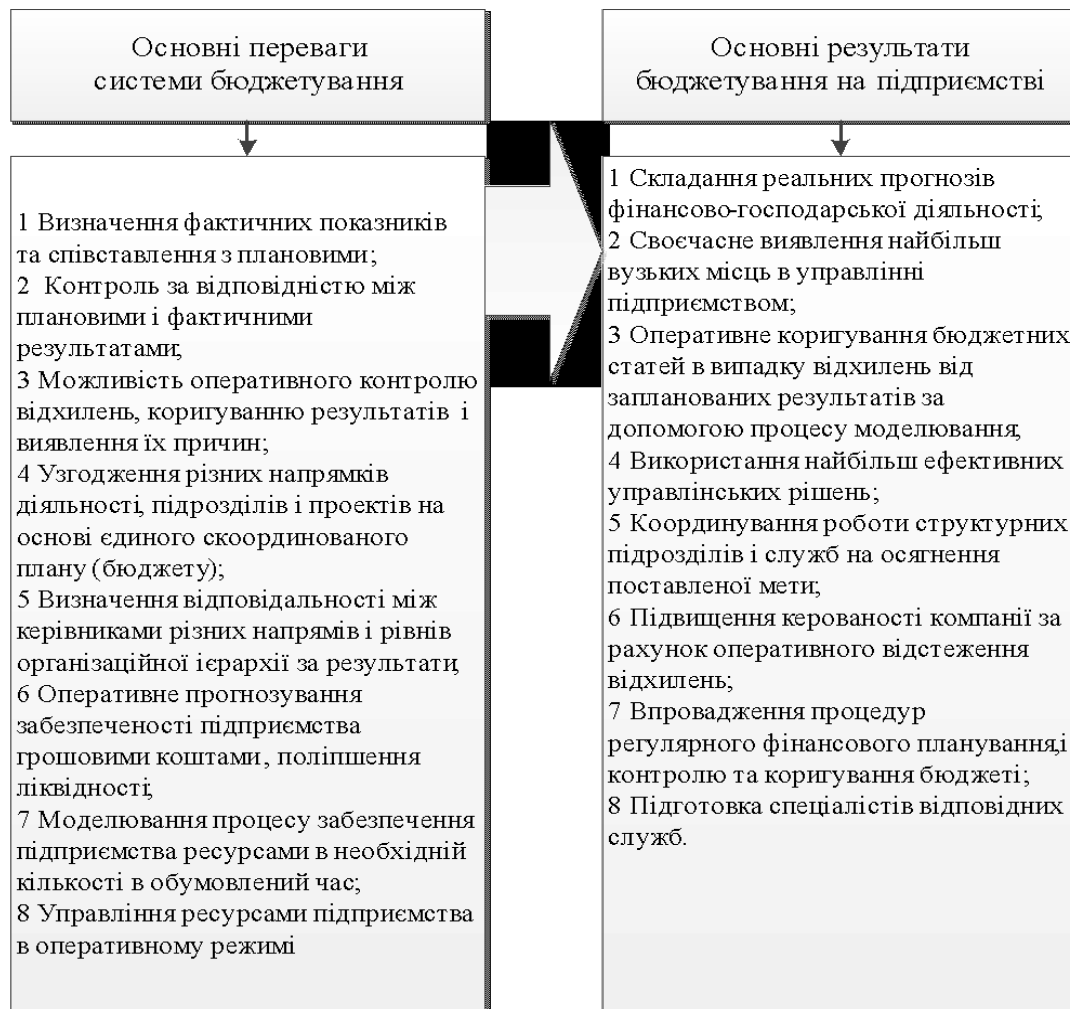 Основні переваги
системи бюджетування
1 Визначення фактичних показників
та співставлення з плановими;
2 Контроль за відповідністю між
плановими і фактичними
результатами;
3 Можливість оперативного контролю
відхилень, коригуванню результатів і
виявлення їх причин;
4 Узгодження різних напрямків
діяльності, підрозділів і проектів на
основі єдиного скоординованого
плану (бюджету);
5 Визначення відповідальності між
керівниками різних напрямів і рівнів
організаційної ієрархії за результати,
6 Оперативне прогнозування
забезпеченості підприємства
грошовими коштами, поліпшення
ліквідності;
7 Моделювання процесу забезпечення
підприємства ресурсами в необхідній
кількості в обумовлений час;
8 Управління ресурсами підприємства
в оперативному режимі
Основні результати
бюджетування на підприємстві
1 Складання реальних прогнозів
фінансово-господарської діяльності;
2 Своєчасне виявлення найбільш
вузьких місць в управлінні
підприємством;
3 Оперативне коригування бюджетних
статей в випадку відхилень від
запланованих результатів за
допомогою процесу моделювання;
4 Використання найбільш ефективних
управлінських рішень;
5 Координування роботи структурних
підрозділів і служб на осягнення
поставленої мети;
6 Підвищення керованості компанії за
рахунок оперативного відстеження
відхилень;
7 Впровадження процедур
регулярного фінансового планування,і
контролю та коригування бюджеті;
8 Підготовка спеціалістів відповідних
служб.